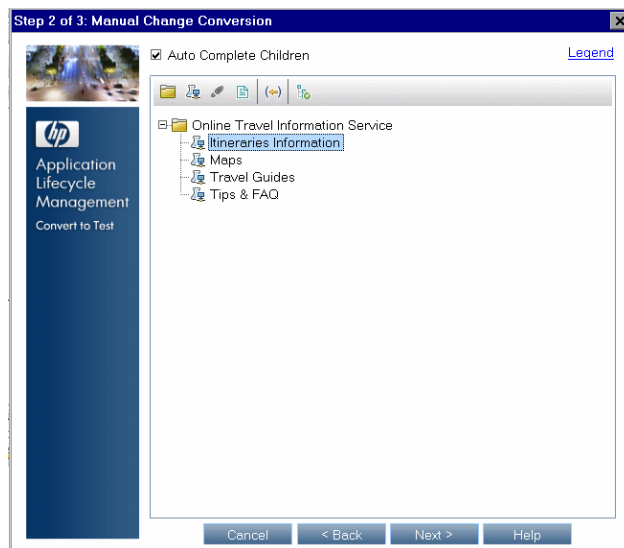 Step 2 of 3: Manual Change Conversion
Auto Complete Children
Legend
hp
Application
Lifecycle
Management
Convert to Test
Online Travel Information Service
Itineraries Information
Maps
Travel Guides
Tips & FAQ
Cancel
< Back
Next >
Help